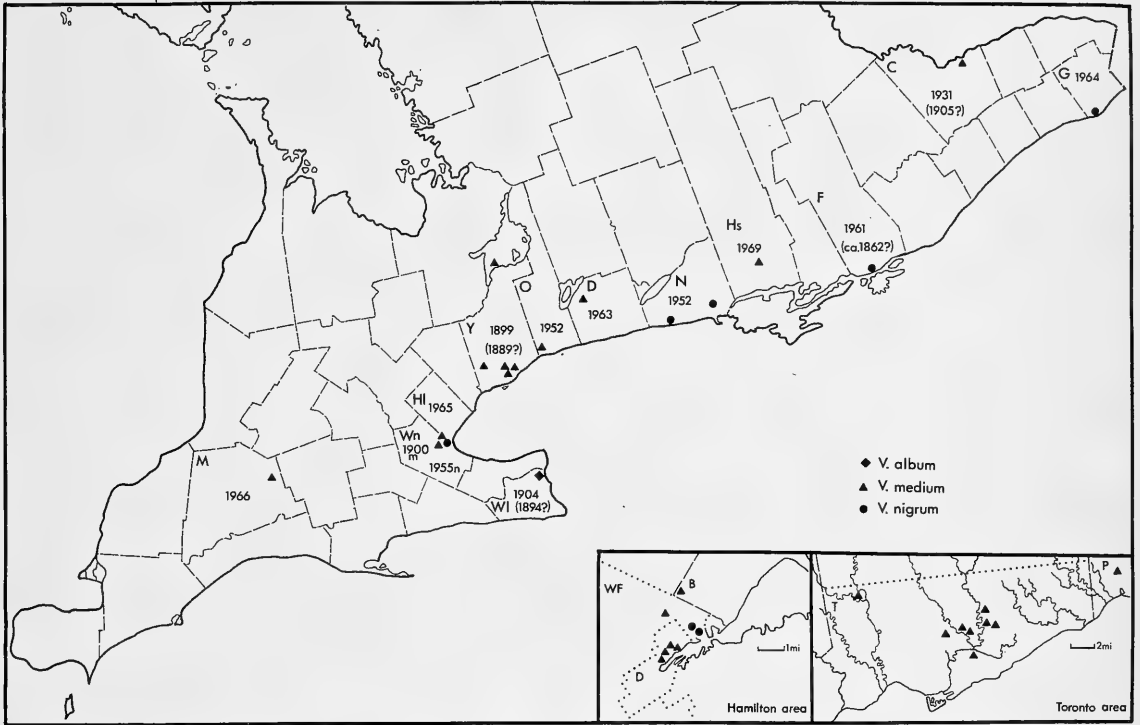 C
1931
(1905?)
G 1964
F
1961
(ca.1862?)
Hs
1969
N
1952
D
1963
O
1952
Y
1899
(1889?)
Hl 1965
Wn
1900
m
1955n
M
1966
1904
Wl (1894?)
V. album
V. medium
V. nigrum
WF
B
D
1mi
Hamilton area
T
P
2mi
Toronto area